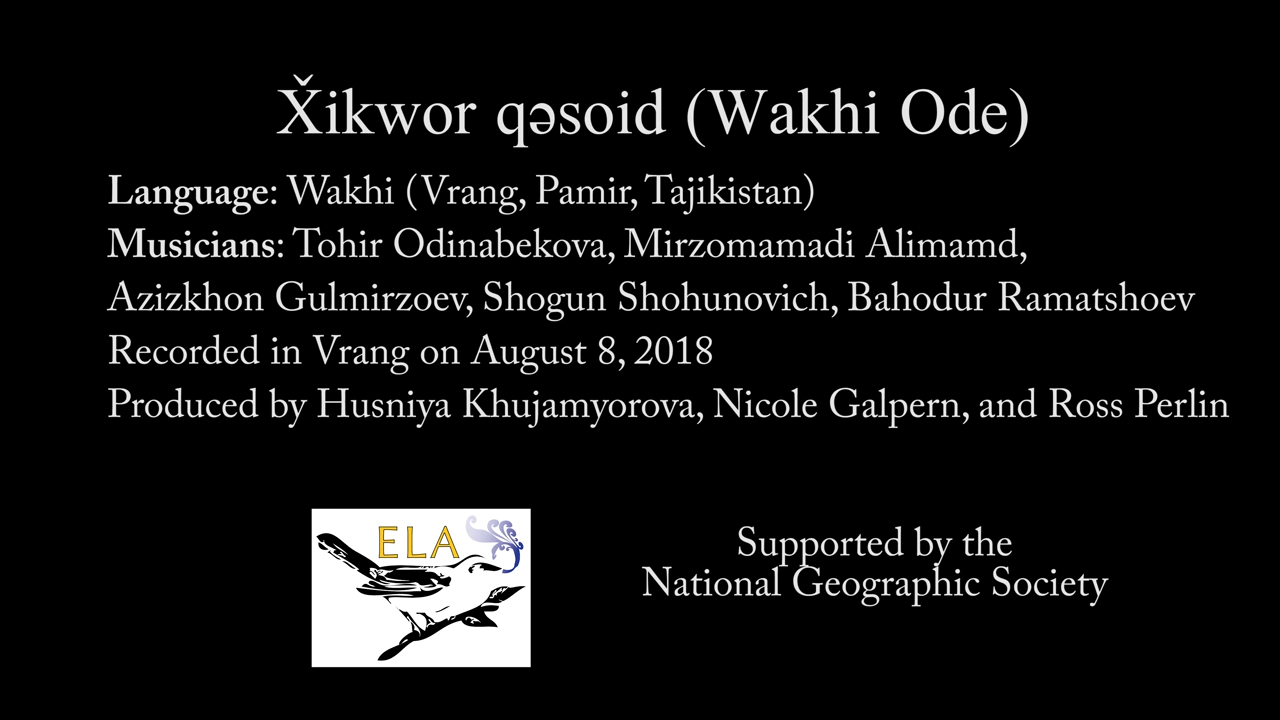 X̌ikwor qəsoid (Wakhi Ode)
Language: Wakhi (Vrang, Pamir, Tajikistan)
Musicians: Tohir Odinabekova, Mirzomamadi Alimamd,
Azizkhon Gulmirzoev, Shogun Shohunovich, Bahodur Ramatshoev
Recorded in Vrang on August 8, 2018
Produced by Husniya Khujamyorova, Nicole Galpern, and Ross Perlin
ELA
Supported by the
National Geographic Society